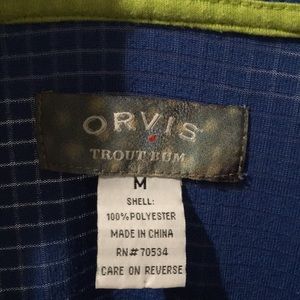 ORVIS
TROUT BUM
M
SHELL:
100% POLYESTER
MADE IN CHINA
RN# 70534
CARE ON REVERSE